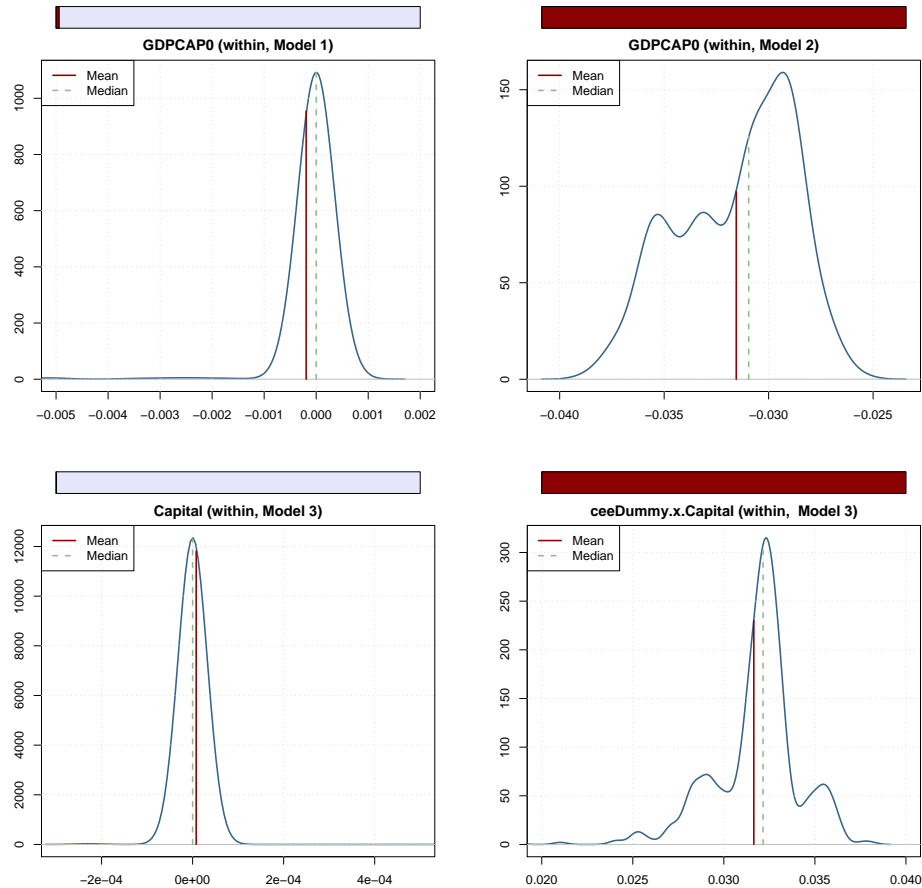 GDPCAP0 (within, Model 1)
Mean
Median
0
200
400
600
800
1000
−0.005 −0.004 −0.003 −0.002 −0.001 0.000 0.001 0.002
GDPCAP0 (within, Model 2)
Mean
Median
0
50
100
150
−0.040 −0.035 −0.030 −0.025
Capital (within, Model 3)
Mean
Median
0
2000
4000
6000
8000
10000
12000
−2e−04 0e+00 2e−04 4e−04
ceeDummy.x.Capital (within, Model 3)
Mean
Median
0
50
100
150
200
250
300
0.020 0.025 0.030 0.035 0.040